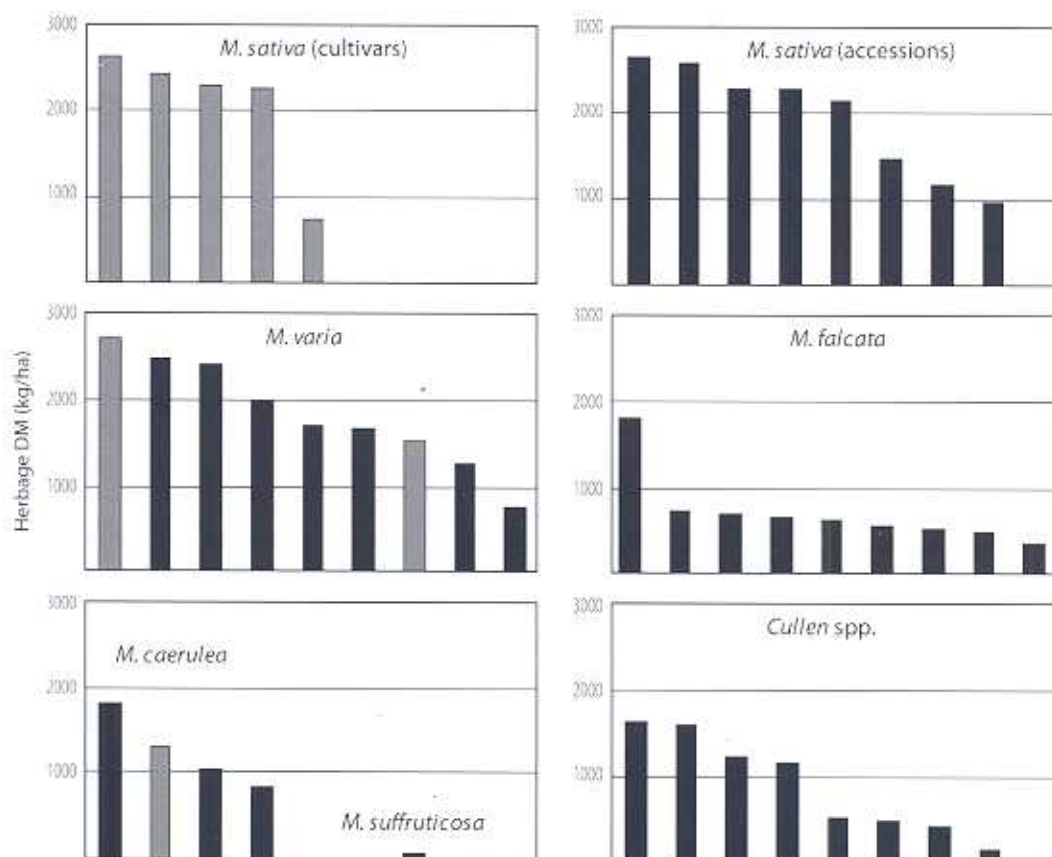 3000
M. sativa (cultivars)
2000
1000
3000
M. sativa (accessions)
2000
1000
Herbage DM (kg/ha)
3000
M. varia
2000
1000
3000
M. falcata
2000
1000
3000
M. caerulea
2000
1000
M. suffruticosa
3000
Cullen spp.
2000
1000